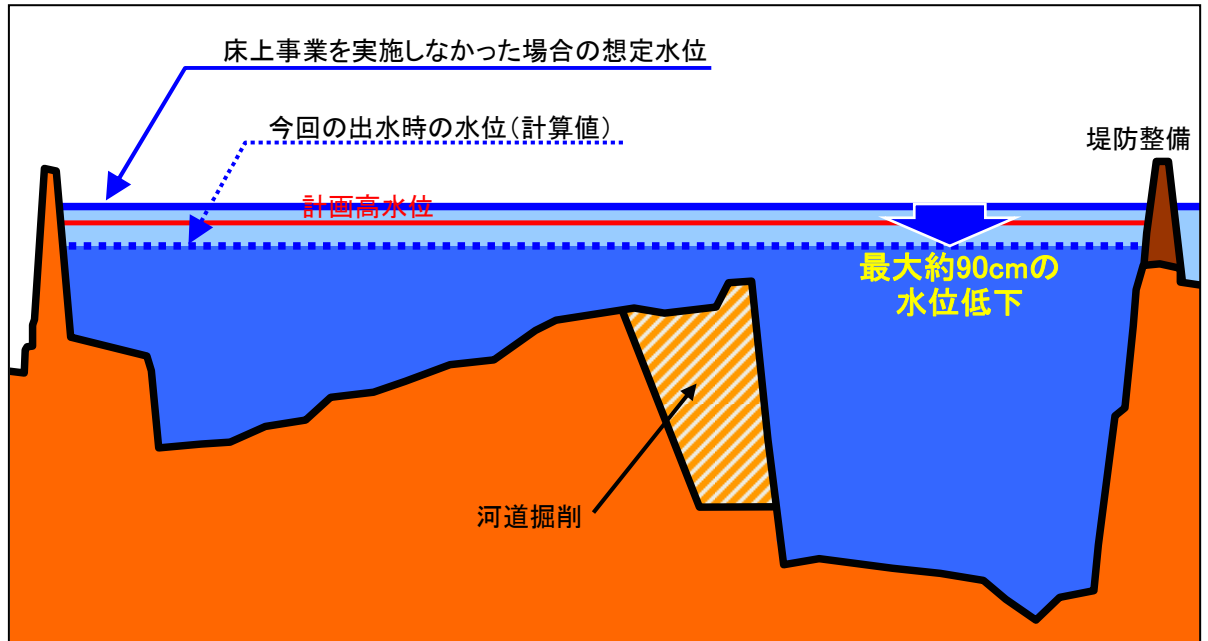 床上事業を実施しなかった場合の想定水位
今回の出水時の水位（計算値）
堤防整備
計画高水位
最大約90cmの
水位低下
河道掘削